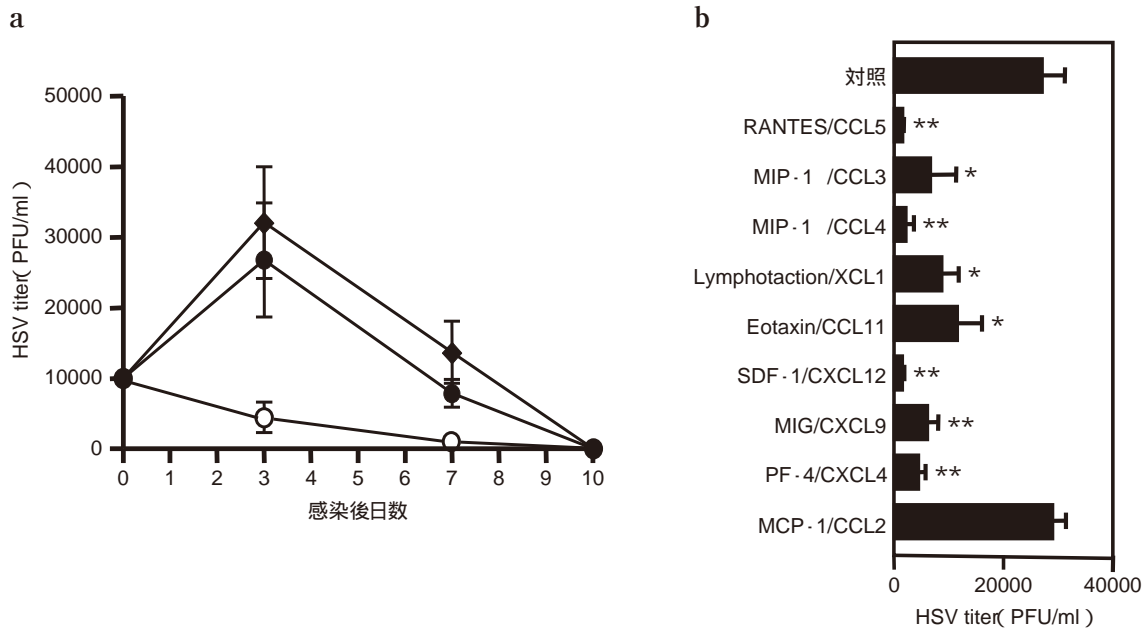 a
50000
40000
30000
20000
10000
0
HSV titer( PFU/ml )
0 1 2 3 4 5 6 7 8 9 10
感染後日数
b
対照
RANTES/CCL5 **
MIP-1 /CCL3 *
MIP-1 /CCL4 **
Lymphotaction/XCL1 *
Eotaxin/CCL11 *
SDF-1/CXCL12 **
MIG/CXCL9 **
PF-4/CXCL4 **
MCP-1/CCL2
0 20000 40000
HSV titer( PFU/ml )